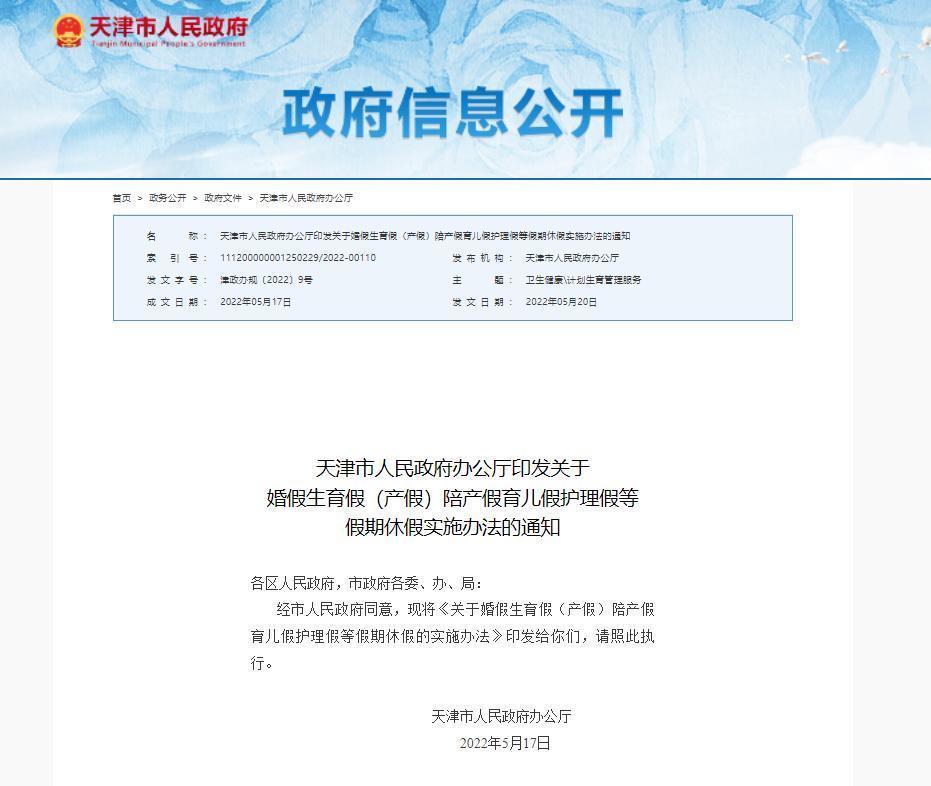 天津市人民政府
Tianjin Municipal People's Government
政府信息公开
首页 > 政务公开 > 政府文件 > 天津市人民政府办公厅
名称： 天津市人民政府办公厅印发关于婚假生育假（产假）陪产假育儿假护理假等假期休假实施办法的通知
索引号： 111200000001250229/2022-00110 发布机构： 天津市人民政府办公厅
发文字号： 津政办规〔2022〕9号 主题： 卫生健康\计划生育管理服务
成文日期： 2022年05月17日 发文日期： 2022年05月20日
天津市人民政府办公厅印发关于
婚假生育假（产假）陪产假育儿假护理假等
假期休假实施办法的通知
各区人民政府，市政府各委、办、局：
经市人民政府同意，现将《关于婚假生育假（产假）陪产假
育儿假护理假等假期休假的实施办法》印发给你们，请照此执
行。
天津市人民政府办公厅
2022年5月17日